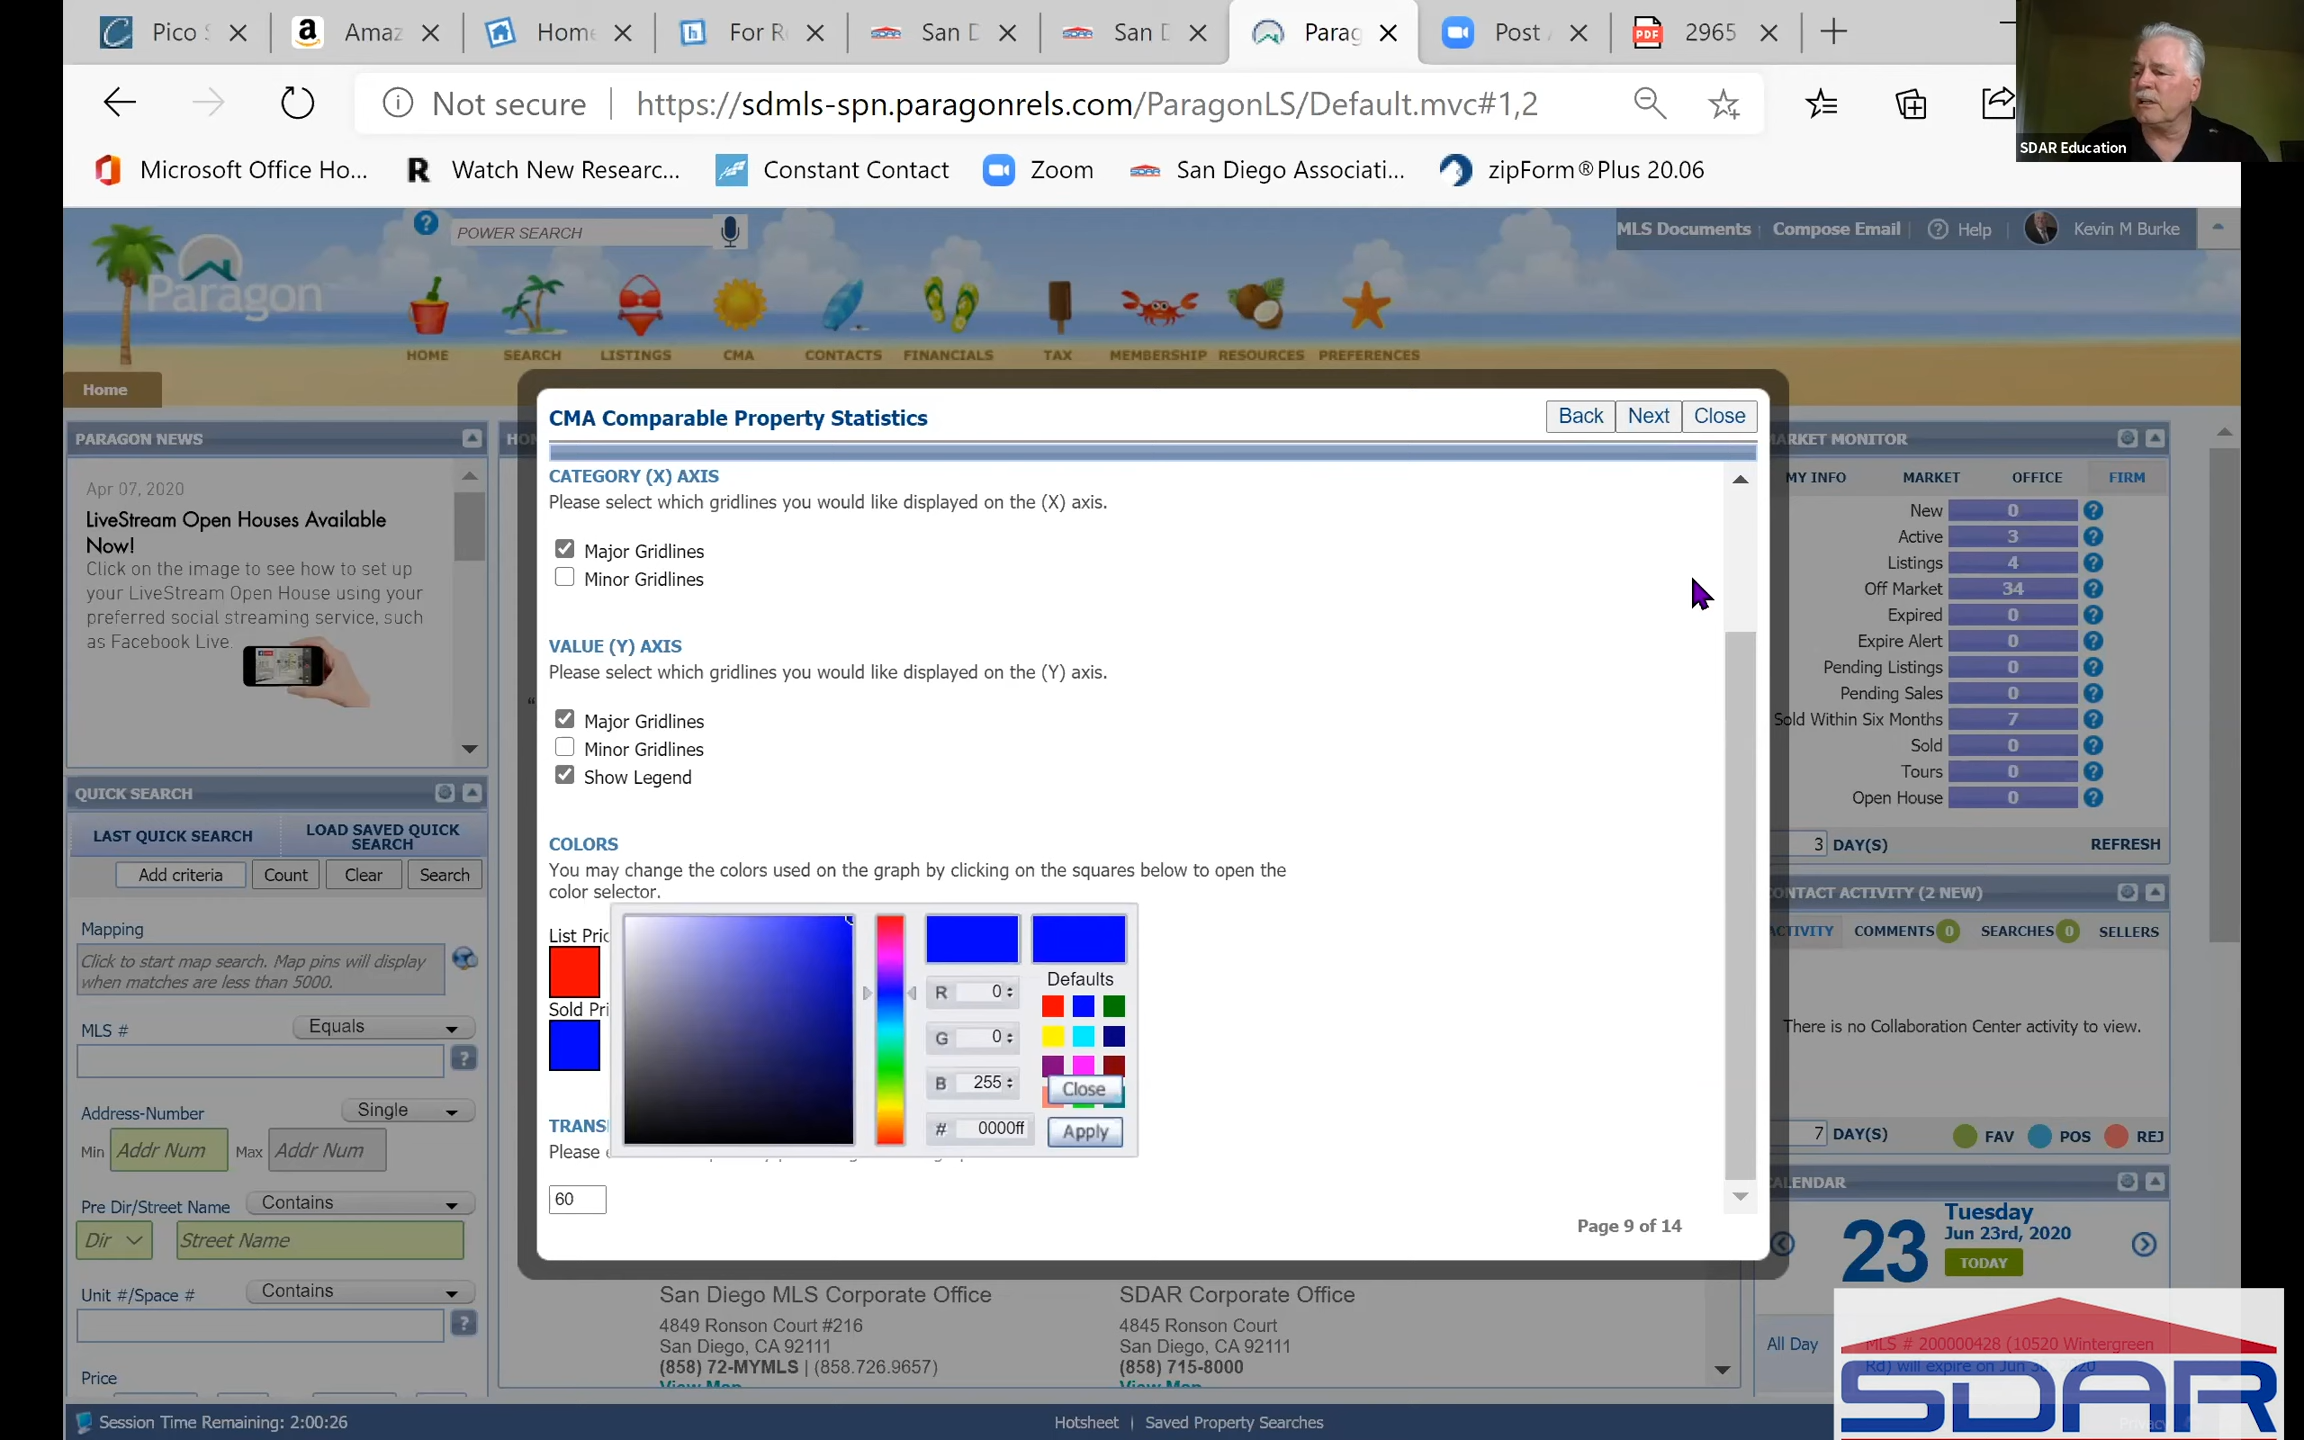 Pico S
Amaz
Home
For R
San D
San D
Parag
Post A
2965
Not secure
https://sdmls-spn.paragonrels.com/ParagonLS/Default.mvc#1,2
SDAR Education
Microsoft Office Ho...
Watch New Researc...
Constant Contact
Zoom
San Diego Associati...
zipForm®Plus 20.06
POWER SEARCH
MLS Documents
Compose Email
Help
Kevin M Burke
Paragon
HOME
SEARCH
LISTINGS
CMA
CONTACTS
FINANCIALS
TAX
MEMBERSHIP
RESOURCES
PREFERENCES
Home
PARAGON NEWS
Apr 07, 2020
LiveStream Open Houses Available
Now!
Click on the image to see how to set up
your LiveStream Open House using your
preferred social streaming service, such
as Facebook Live.
QUICK SEARCH
LAST QUICK SEARCH
LOAD SAVED QUICK
SEARCH
Add criteria
Count
Clear
Search
Mapping
Click to start map search. Map pins will display
when matches are less than 5000.
MLS #
Equals
Address-Number
Single
Min
Addr Num
Max
Addr Num
Pre Dir/Street Name
Contains
Dir
Street Name
Unit #/Space #
Contains
Price
CMA Comparable Property Statistics
Back
Next
Close
CATEGORY (X) AXIS
Please select which gridlines you would like displayed on the (X) axis.
Major Gridlines
Minor Gridlines
VALUE (Y) AXIS
Please select which gridlines you would like displayed on the (Y) axis.
Major Gridlines
Minor Gridlines
Show Legend
COLORS
You may change the colors used on the graph by clicking on the squares below to open the
color selector.
List Pric
Sold Pri
R 0
G 0
B 255
# 0000ff
Defaults
Close
Apply
TRANS
Please
60
Page 9 of 14
San Diego MLS Corporate Office
4849 Ronson Court #216
San Diego, CA 92111
(858) 72-MYMLS | (858.726.9657)
View Map
SDAR Corporate Office
4845 Ronson Court
San Diego, CA 92111
(858) 715-8000
View Map
MARKET MONITOR
MY INFO
MARKET
OFFICE
FIRM
New 0
Active 3
Listings 4
Off Market 34
Expired 0
Expire Alert 0
Pending Listings 0
Pending Sales 0
Sold Within Six Months 7
Sold 0
Tours 0
Open House 0
3 DAY(S)
REFRESH
CONTACT ACTIVITY (2 NEW)
ACTIVITY
COMMENTS 0
SEARCHES 0
SELLERS
There is no Collaboration Center activity to view.
7 DAY(S)
FAV
POS
REJ
CALENDAR
23
Tuesday
Jun 23rd, 2020
TODAY
All Day
MLS # 200000428 (10520 Wintergreen
Rd) will expire on Jun
SDAR
Session Time Remaining: 2:00:26
Hotsheet | Saved Property Searches